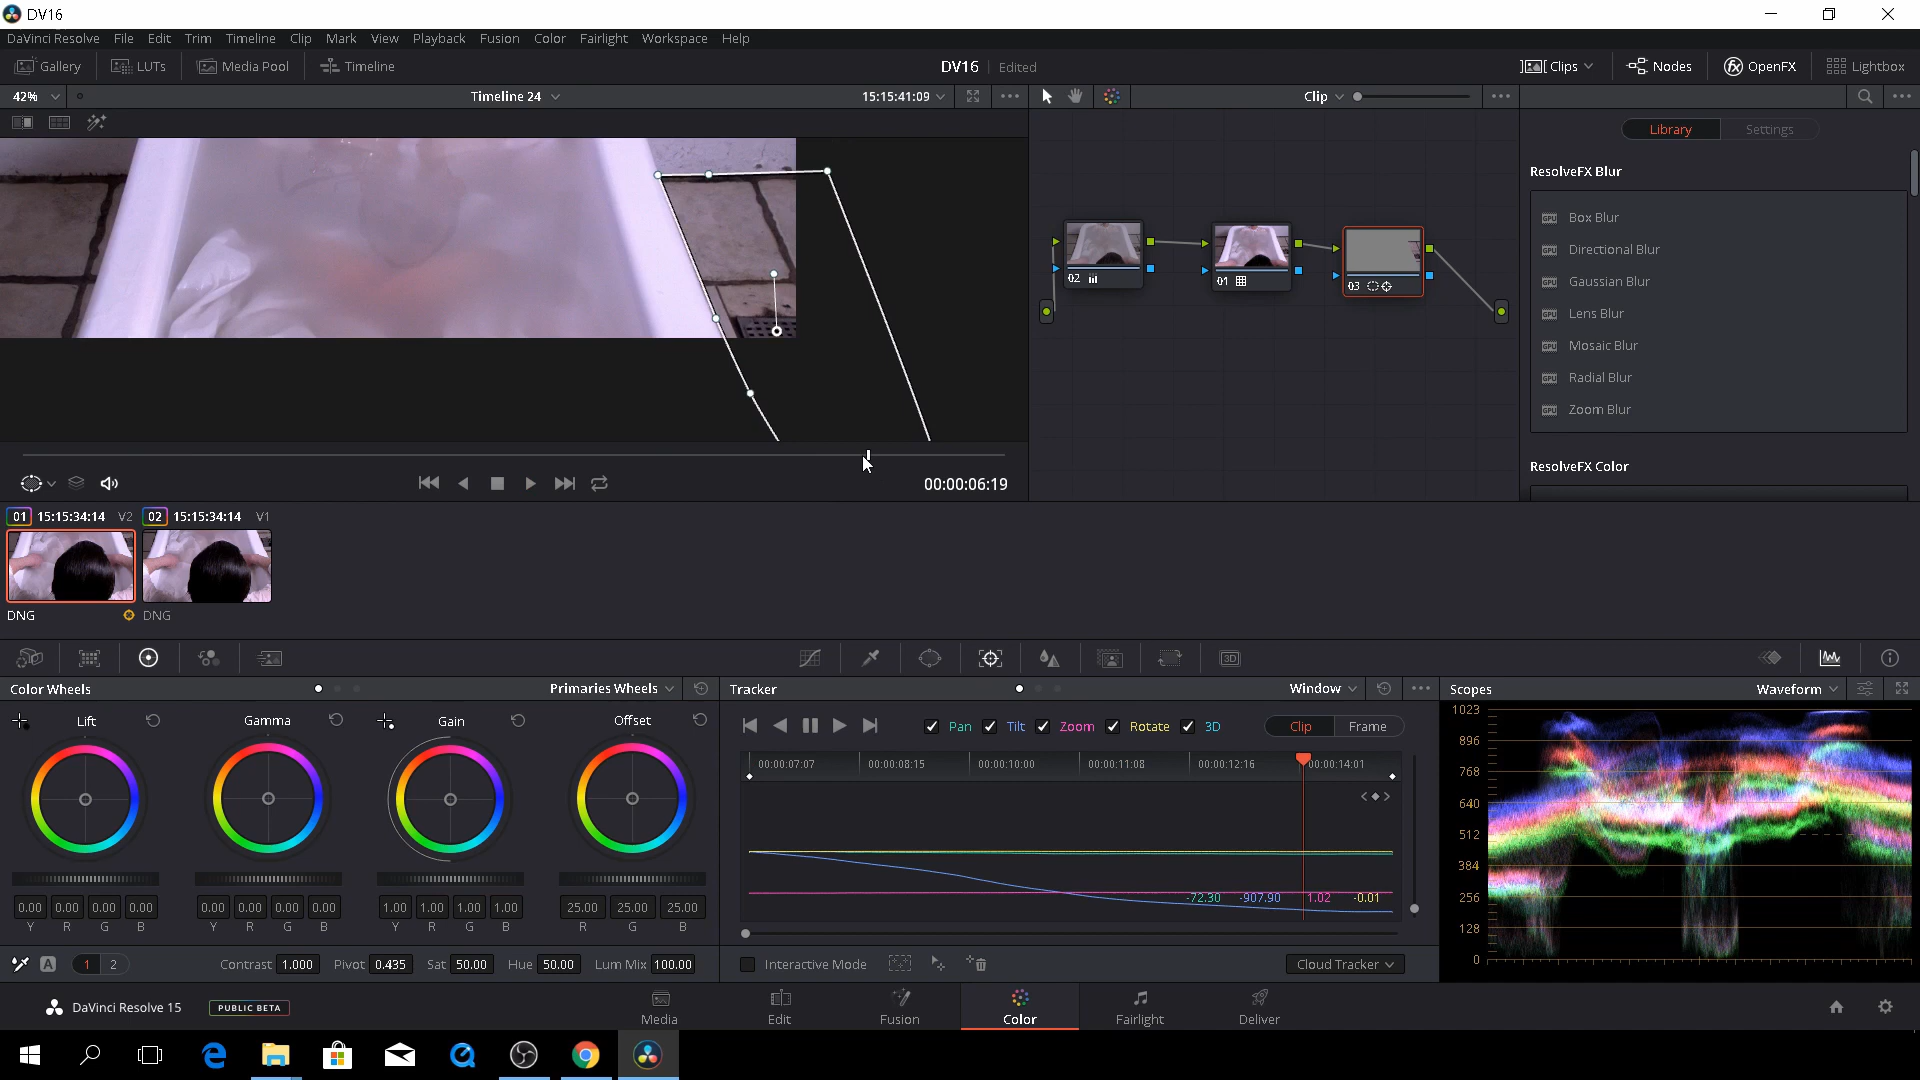 DV16
DaVinci Resolve File Edit Trim Timeline Clip Mark View Playback Fusion Color Fairlight Workspace Help
Gallery LUTs Media Pool Timeline DV16 Edited Clips Nodes OpenFX Lightbox
42% Timeline 24 15:15:41:09 Clip
Library Settings
ResolveFX Blur
Box Blur
Directional Blur
Gaussian Blur
Lens Blur
Mosaic Blur
Radial Blur
Zoom Blur
ResolveFX Color
02 01 03
00:00:06:19
01 15:15:34:14 V2 02 15:15:34:14 V1
DNG DNG
3D
Color Wheels Primaries Wheels Tracker Window Scopes Waveform
Lift Gamma Gain Offset
Pan Tilt Zoom Rotate 3D Clip Frame
00:00:07:07 00:00:08:15 00:00:10:00 00:00:11:08 00:00:12:16 00:00:14:01
-72.30 -907.90 1.02 -0.01
0.00 0.00 0.00 0.00 0.00 0.00 0.00 0.00 1.00 1.00 1.00 1.00 25.00 25.00 25.00
Y R G B Y R G B Y R G B R G B
A 1 2 Contrast 1.000 Pivot 0.435 Sat 50.00 Hue 50.00 Lum Mix 100.00
Interactive Mode Cloud Tracker
1023
896
768
640
512
384
256
128
0
DaVinci Resolve 15 PUBLIC BETA
Media Edit Fusion Color Fairlight Deliver